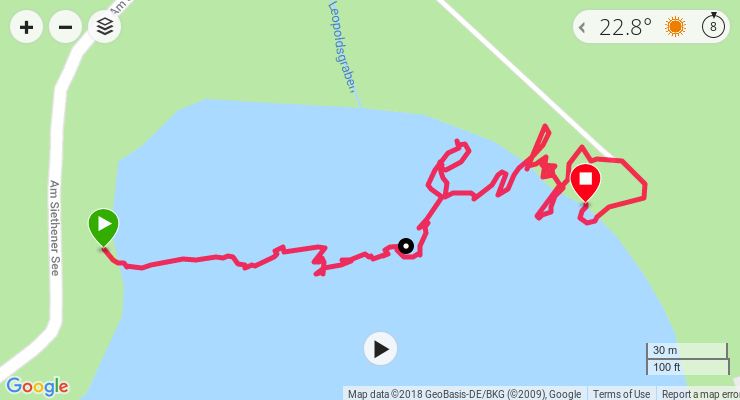 Am S
Leopoldsgraben
22.8°
8
Am Siethener See
30 m
100 ft
Google
Map data ©2018 GeoBasis-DE/BKG (©2009), Google
Terms of Use
Report a map error